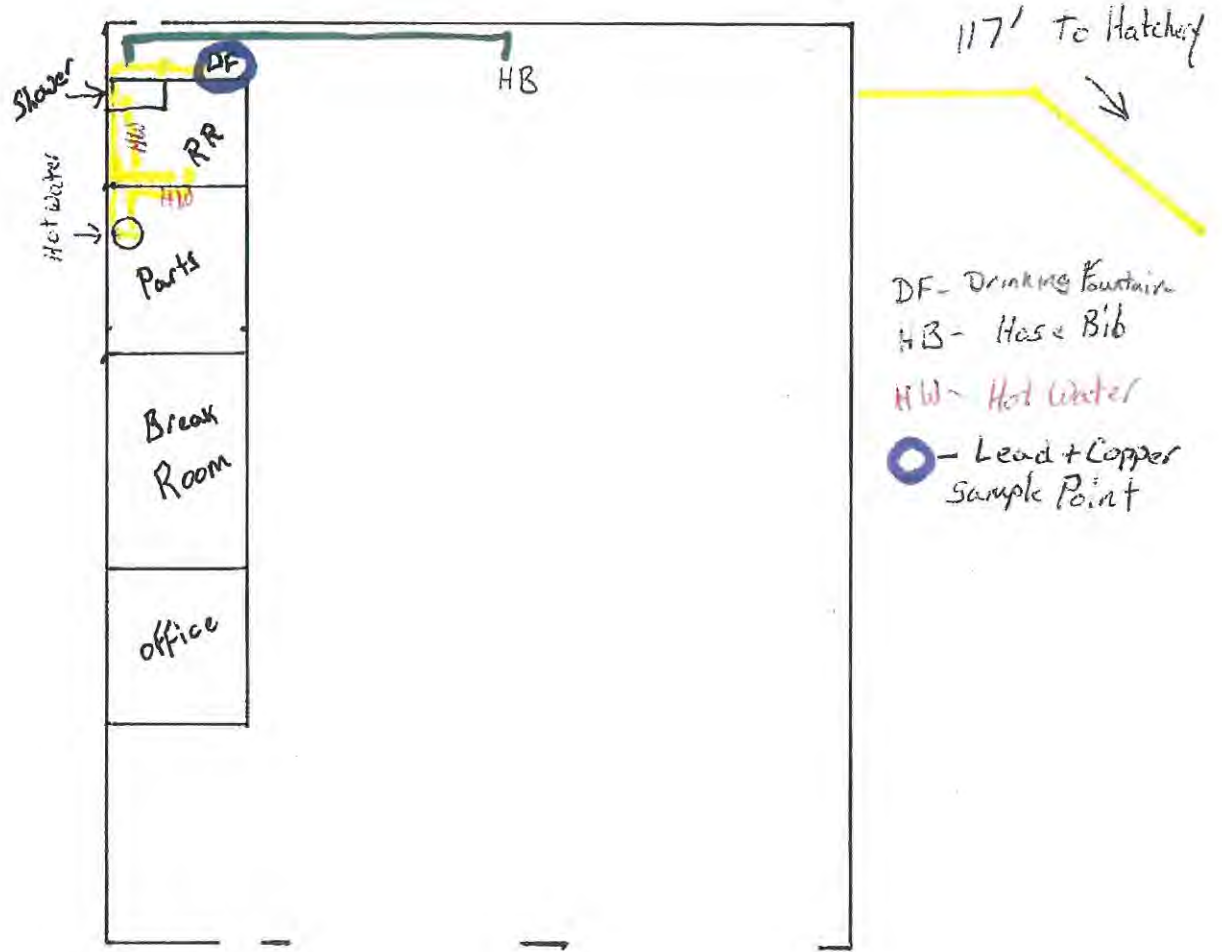 117' To Hatchery
DF
HB
Shower
HW
RR
HW
Hot Water
Parts
DF- Drinking Fountain
HB- Hose Bib
HW- Hot Water
- Lead + Copper
Sample Point
Break
Room
office